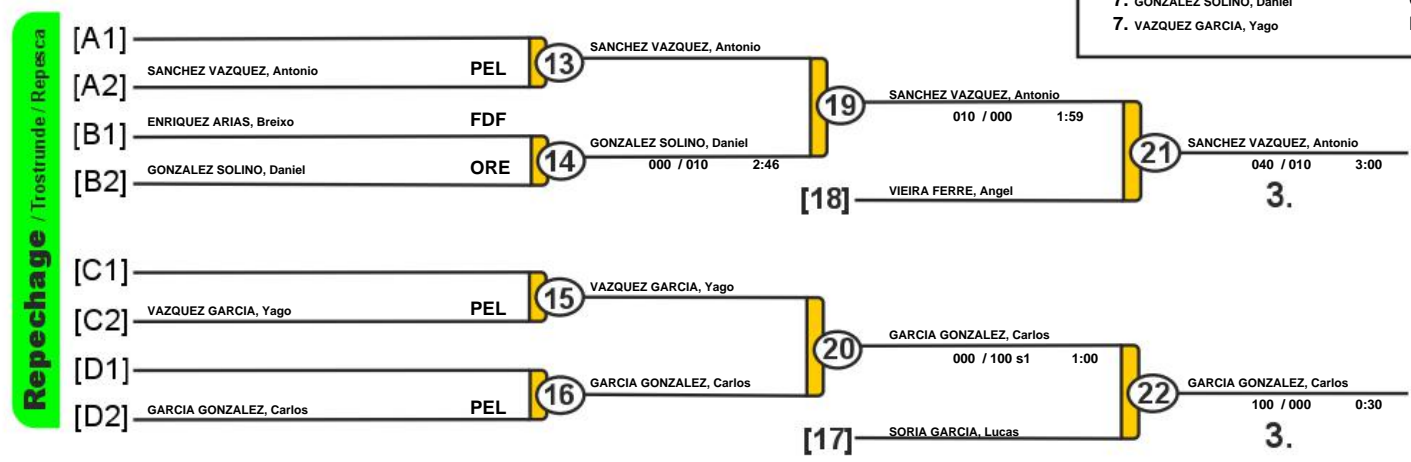 7. GONZALEZ SOLINO, Daniel
7. VAZQUEZ GARCIA, Yago
Repechage / Trostrunde / Repesca
[A1]
SANCHEZ VAZQUEZ, Antonio
13
[A2]
SANCHEZ VAZQUEZ, Antonio
PEL
19
SANCHEZ VAZQUEZ, Antonio
010 / 000 1:59
[B1]
ENRIQUEZ ARIAS, Breixo
FDF
14
GONZALEZ SOLINO, Daniel
000 / 010 2:46
[B2]
GONZALEZ SOLINO, Daniel
ORE
21
SANCHEZ VAZQUEZ, Antonio
040 / 010 3:00
3.
[18]
VIEIRA FERRE, Angel
[C1]
15
VAZQUEZ GARCIA, Yago
[C2]
VAZQUEZ GARCIA, Yago
PEL
20
GARCIA GONZALEZ, Carlos
000 / 100 s1 1:00
[D1]
16
GARCIA GONZALEZ, Carlos
[D2]
GARCIA GONZALEZ, Carlos
PEL
22
GARCIA GONZALEZ, Carlos
100 / 000 0:30
3.
[17]
SORIA GARCIA, Lucas